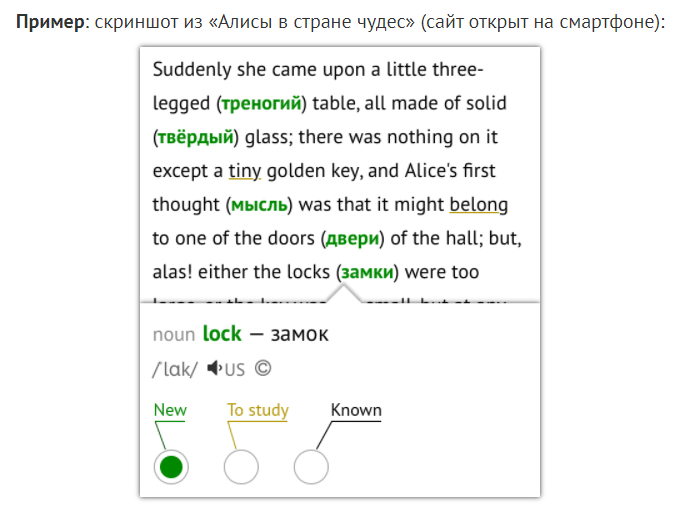 Пример: скриншот из «Алисы в стране чудес» (сайт открыт на смартфоне):
Suddenly she came upon a little three-
legged (треногий) table, all made of solid
(твёрдый) glass; there was nothing on it
except a tiny golden key, and Alice's first
thought (мысль) was that it might belong
to one of the doors (двери) of the hall; but,
alas! either the locks (замки) were too
noun lock — замок
/ˈlɑk/ US ©
New To study Known